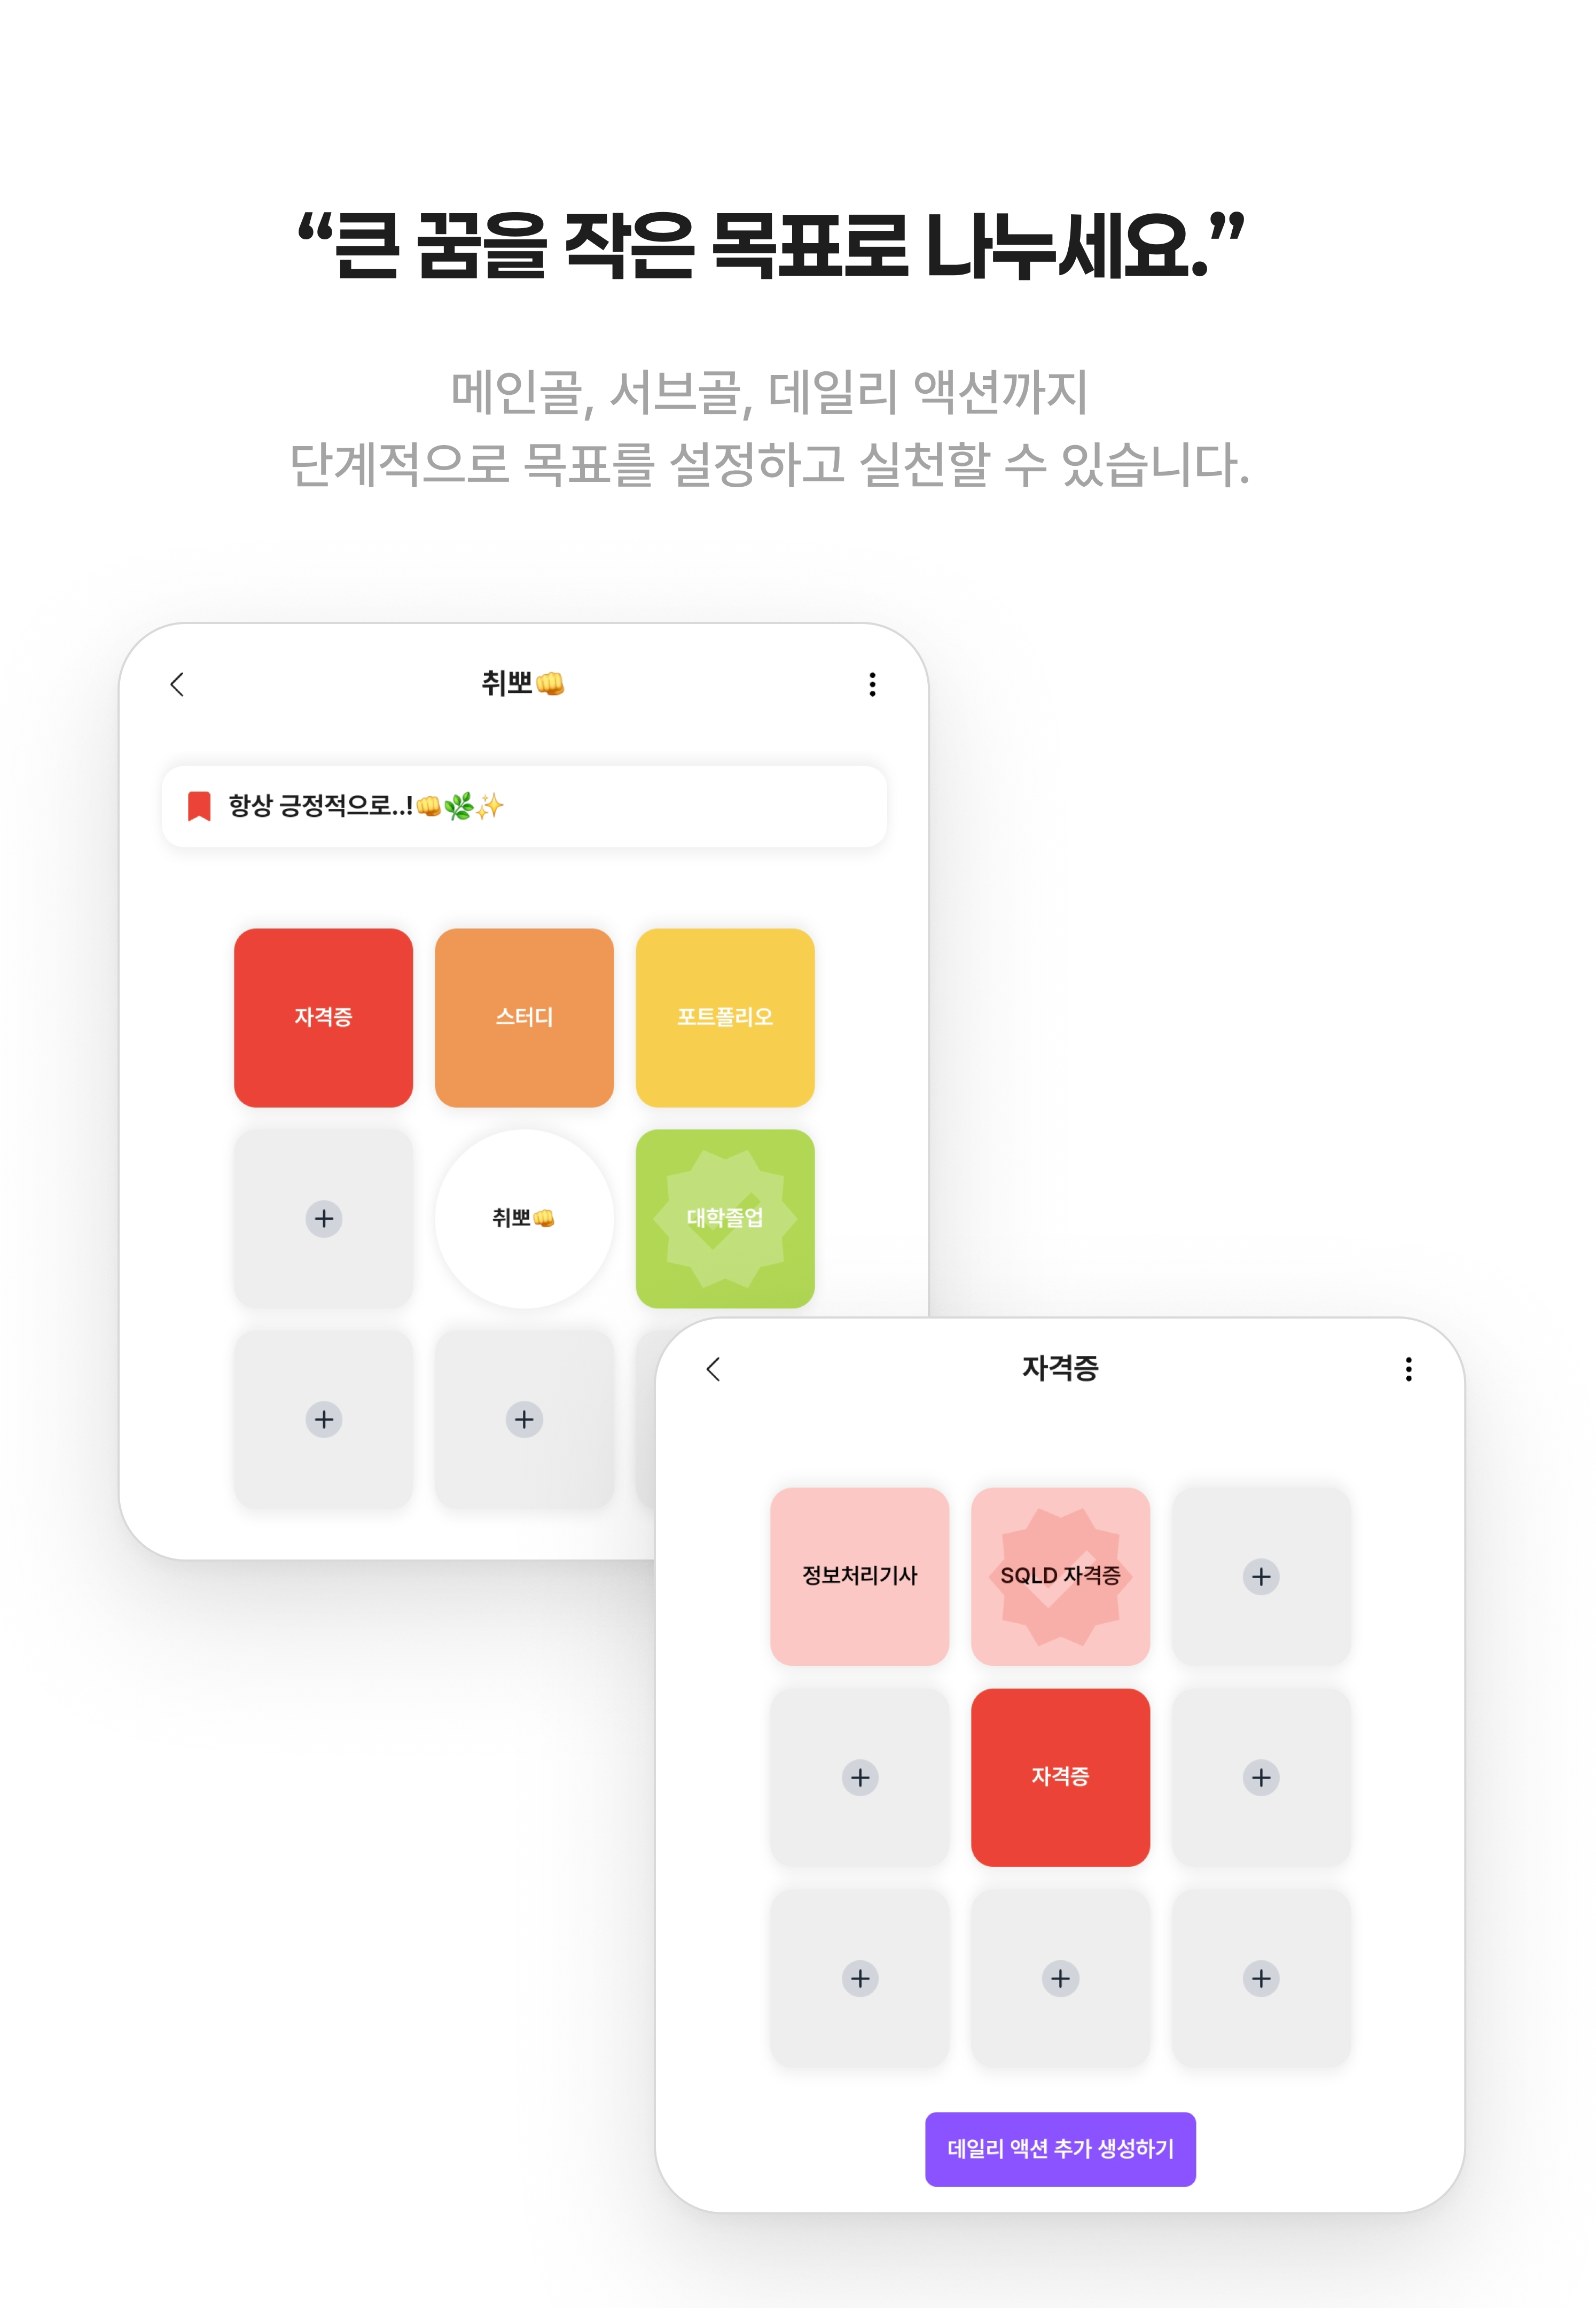 “큰 꿈을 작은 목표로 나누세요.”
메인골, 서브골, 데일리 액션까지
단계적으로 목표를 설정하고 실천할 수 있습니다.
취뽀👊
항상 긍정적으로..!👊🌿✨
자격증
스터디
포트폴리오
취뽀👊
대학졸업
자격증
정보처리기사
SQLD 자격증
자격증
데일리 액션 추가 생성하기